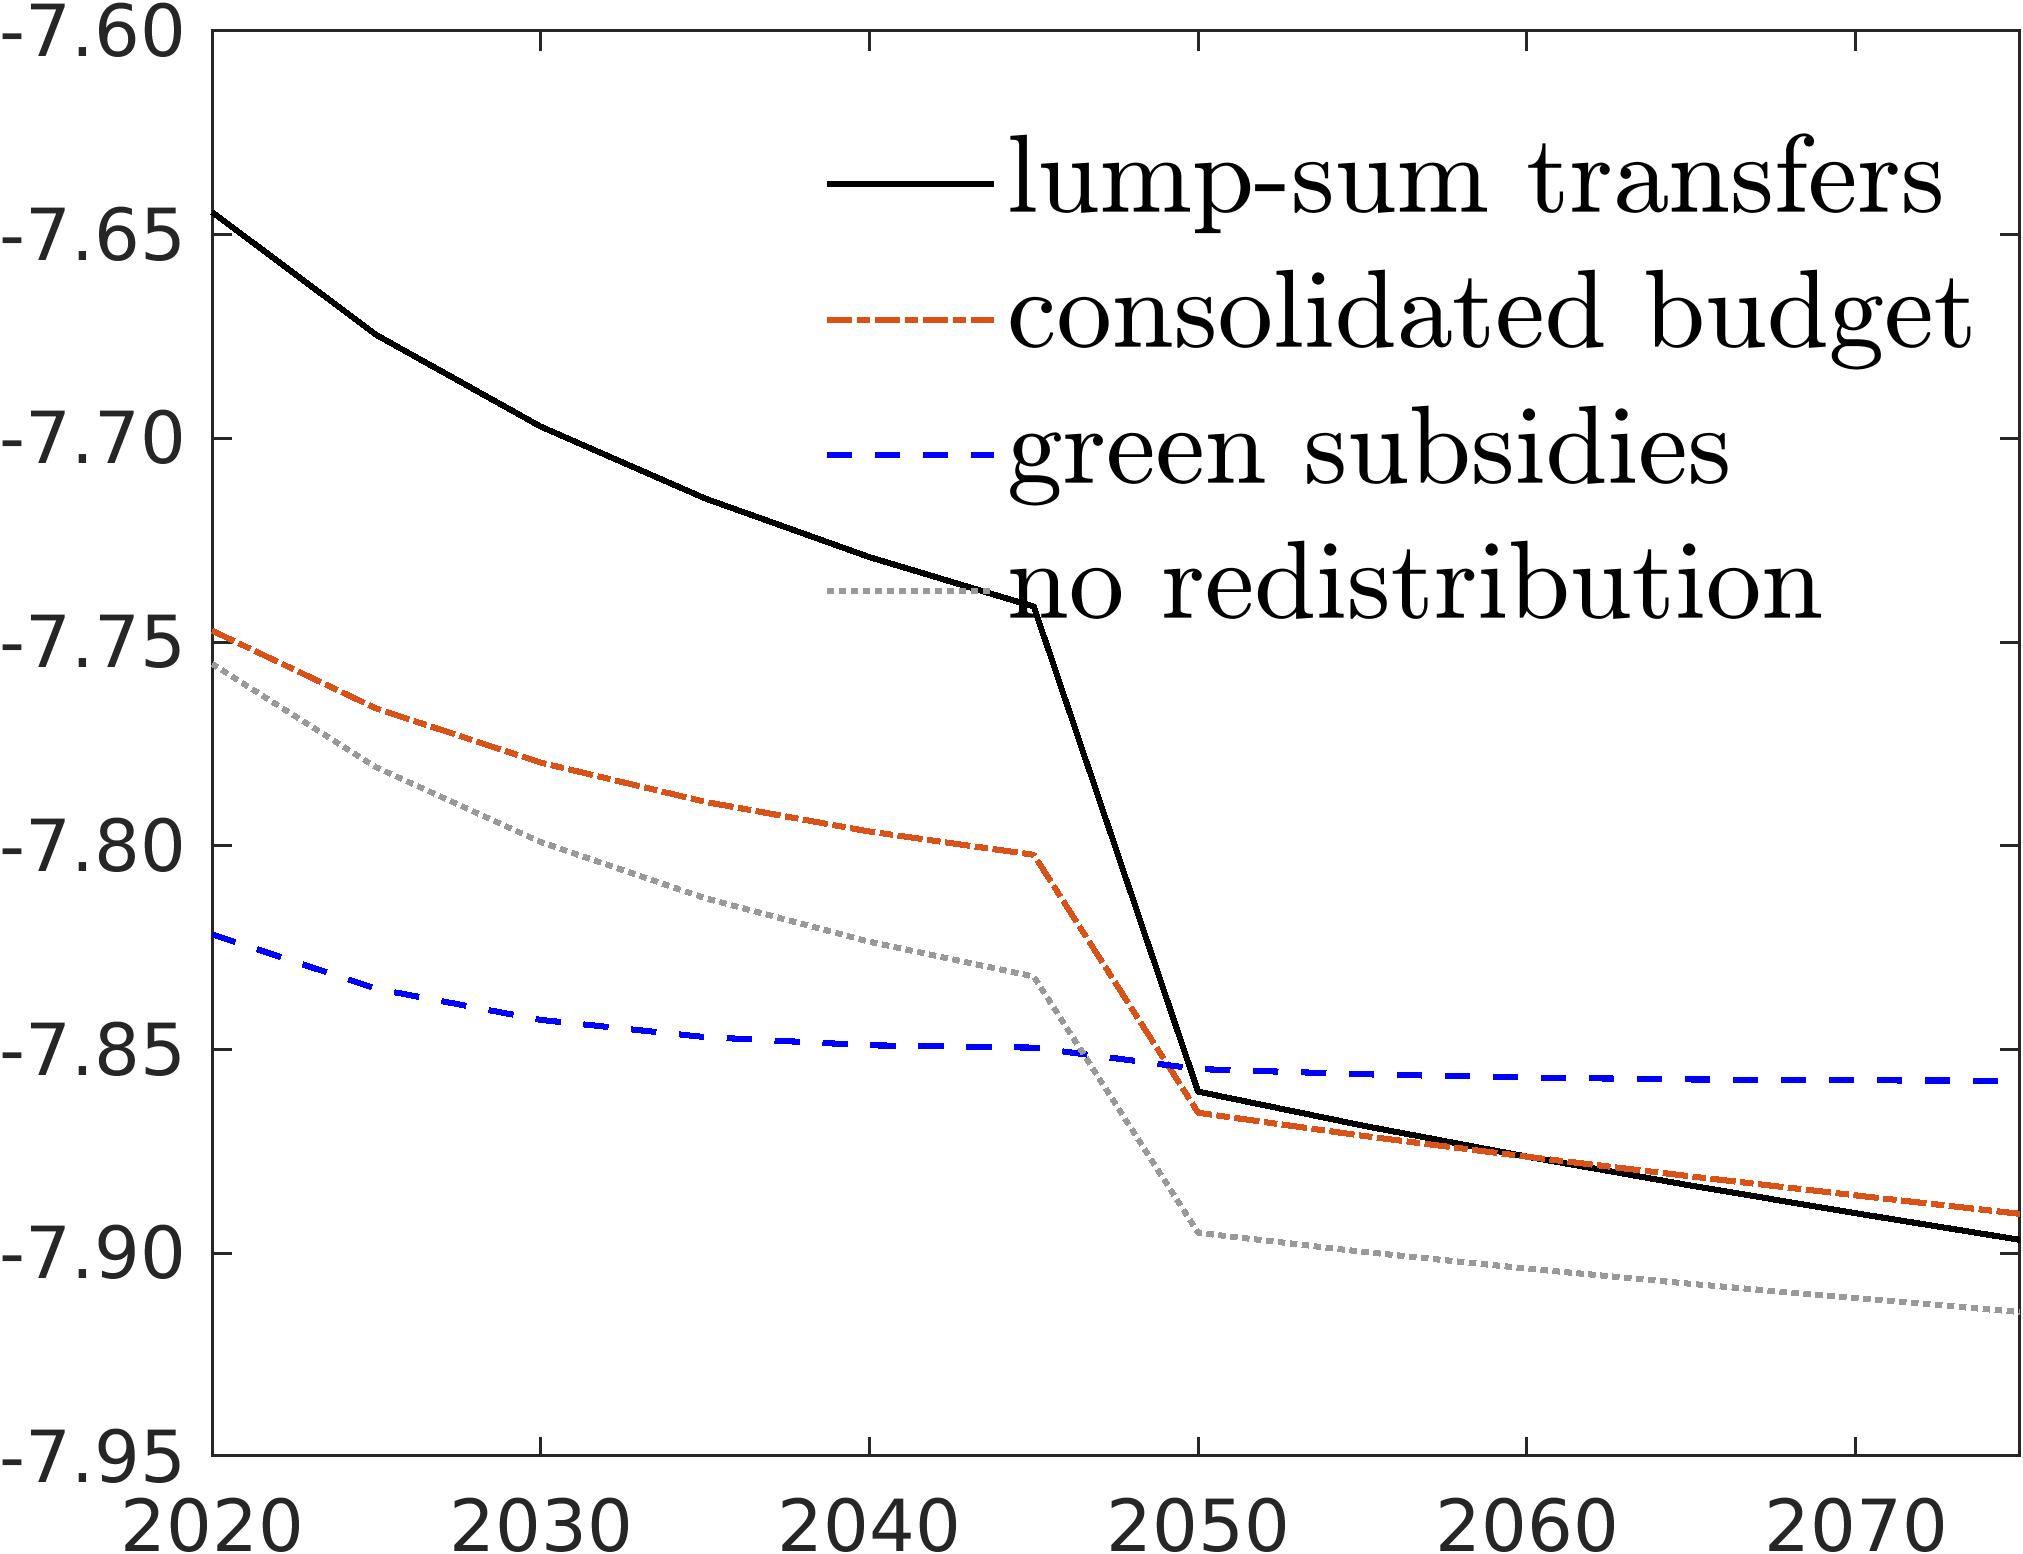 -7.60
-7.65
-7.70
-7.75
-7.80
-7.85
-7.90
-7.95
lump-sum transfers
consolidated budget
green subsidies
no redistribution
2020 2030 2040 2050 2060 2070